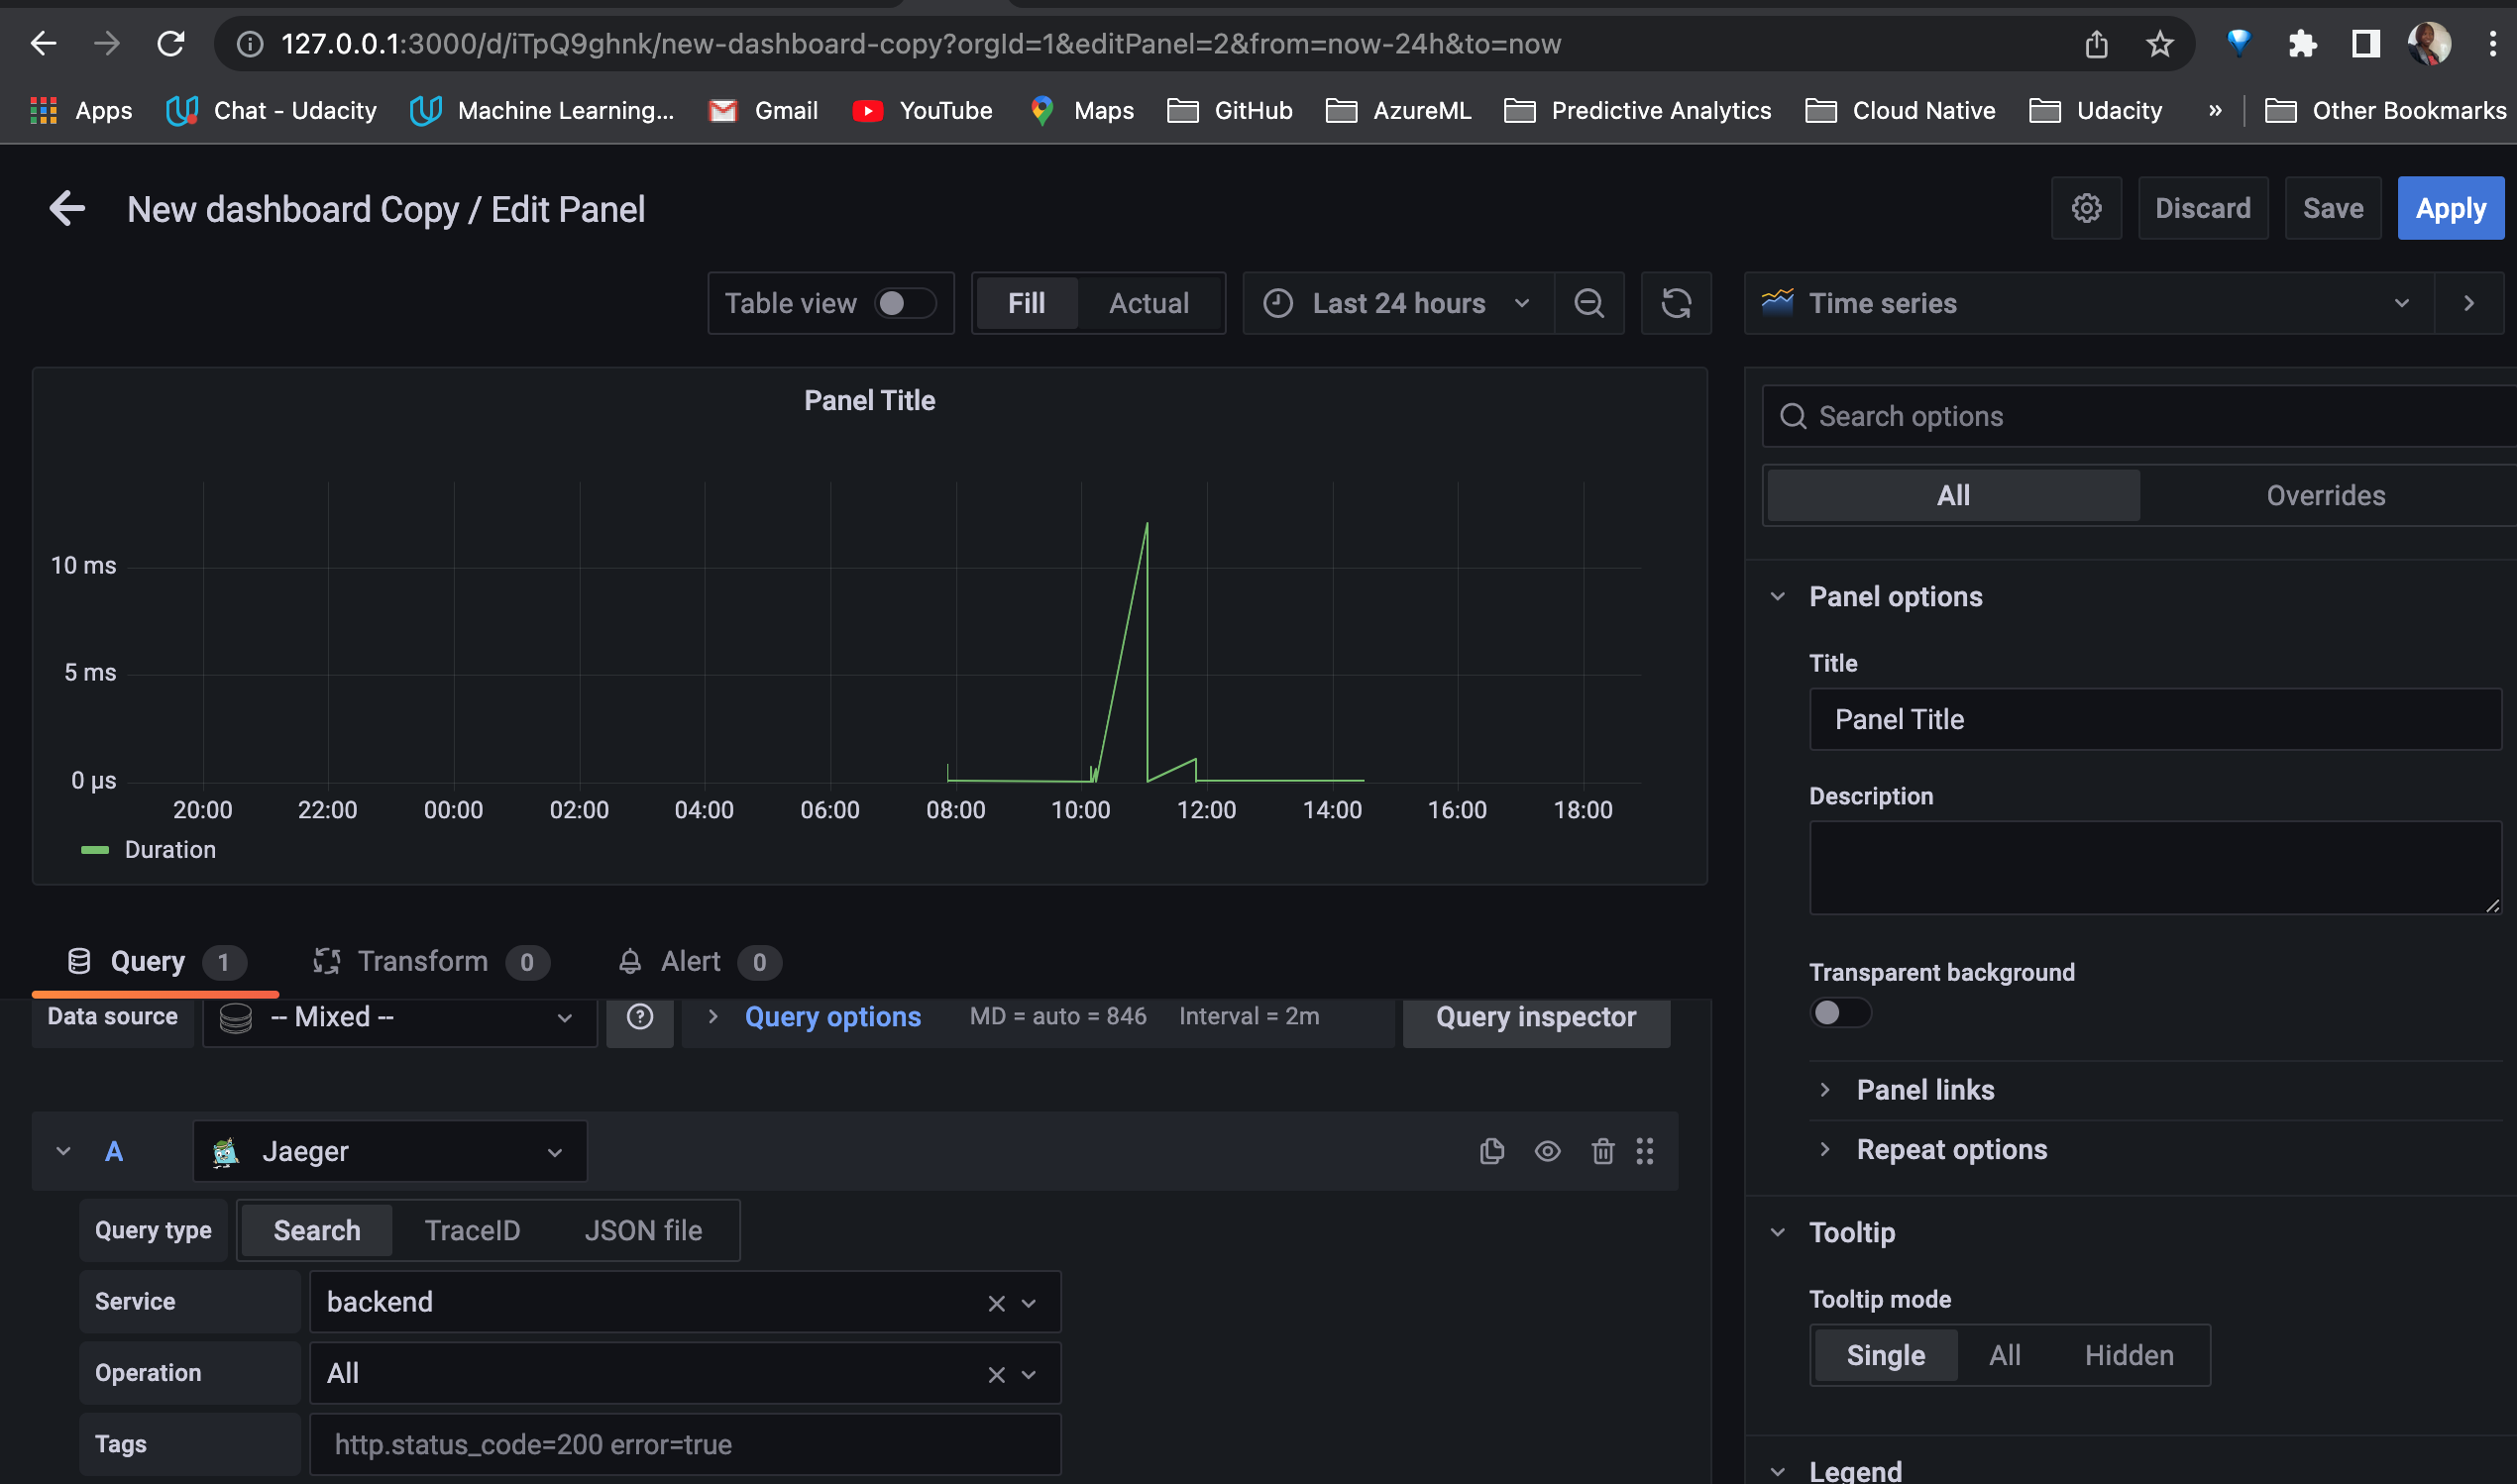 127.0.0.1:3000/d/iTpQ9ghnk/new-dashboard-copy?orgId=1&editPanel=2&from=now-24h&to=now
Apps Chat - Udacity Machine Learning... Gmail YouTube Maps GitHub AzureML Predictive Analytics Cloud Native Udacity » Other Bookmarks
New dashboard Copy / Edit Panel
Discard Save Apply
Table view Fill Actual Last 24 hours Time series
Panel Title
Search options
All Overrides
10 ms
5 ms
0 µs
20:00 22:00 00:00 02:00 04:00 06:00 08:00 10:00 12:00 14:00 16:00 18:00
Duration
Panel options
Title
Panel Title
Description
Transparent background
Panel links
Repeat options
Tooltip
Tooltip mode
Single All Hidden
Legend
Query 1 Transform 0 Alert 0
Data source -- Mixed -- Query options MD = auto = 846 Interval = 2m Query inspector
A Jaeger
Query type Search TraceID JSON file
Service backend
Operation All
Tags http.status_code=200 error=true